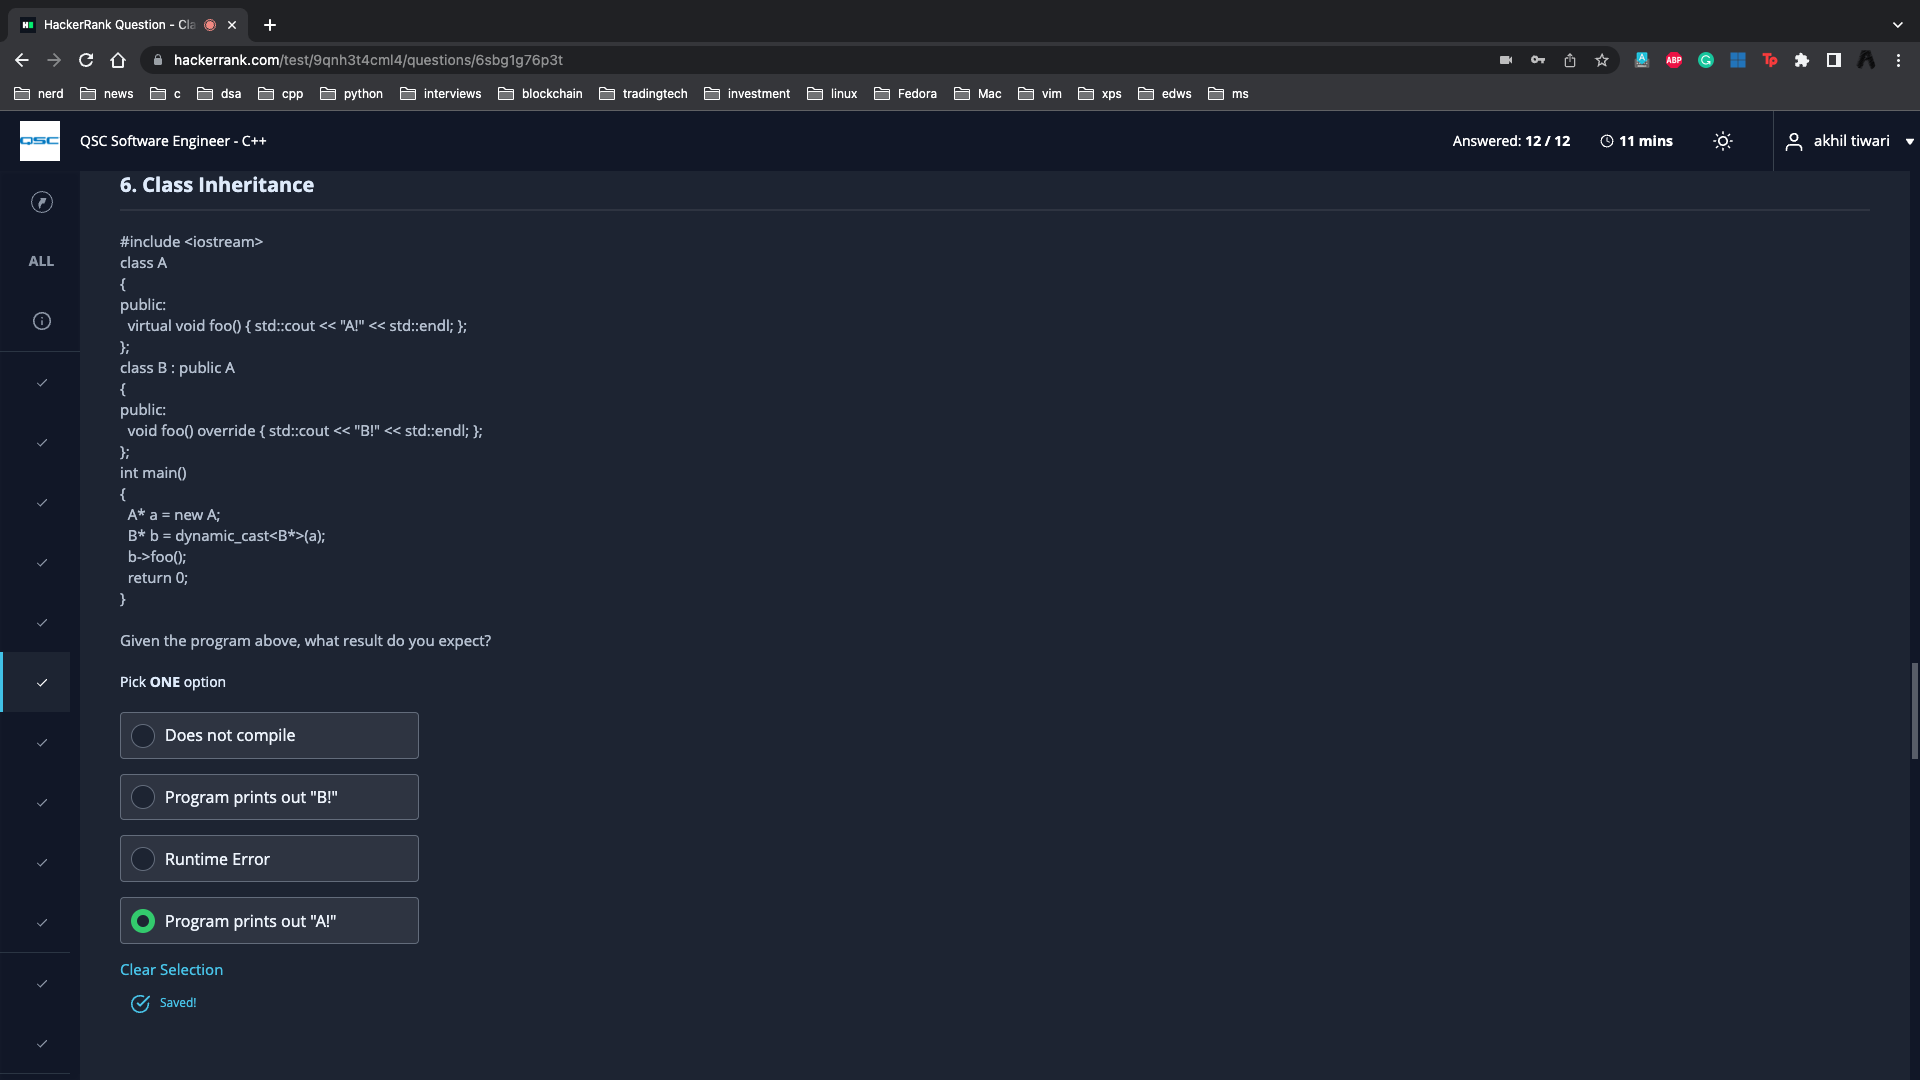 HackerRank Question - Cla
hackerrank.com/test/9qnh3t4cml4/questions/6sbg1g76p3t
ABP
Tp
nerd news c dsa cpp python interviews blockchain tradingtech investment linux Fedora Mac vim xps edws ms
QSC
QSC Software Engineer - C++
Answered: 12 / 12
11 mins
akhil tiwari
ALL
6. Class Inheritance
#include <iostream>
class A
{
public:
virtual void foo() { std::cout << "A!" << std::endl; };
};
class B : public A
{
public:
void foo() override { std::cout << "B!" << std::endl; };
};
int main()
{
A* a = new A;
B* b = dynamic_cast<B*>(a);
b->foo();
return 0;
}
Given the program above, what result do you expect?
Pick ONE option
Does not compile
Program prints out "B!"
Runtime Error
Program prints out "A!"
Clear Selection
Saved!